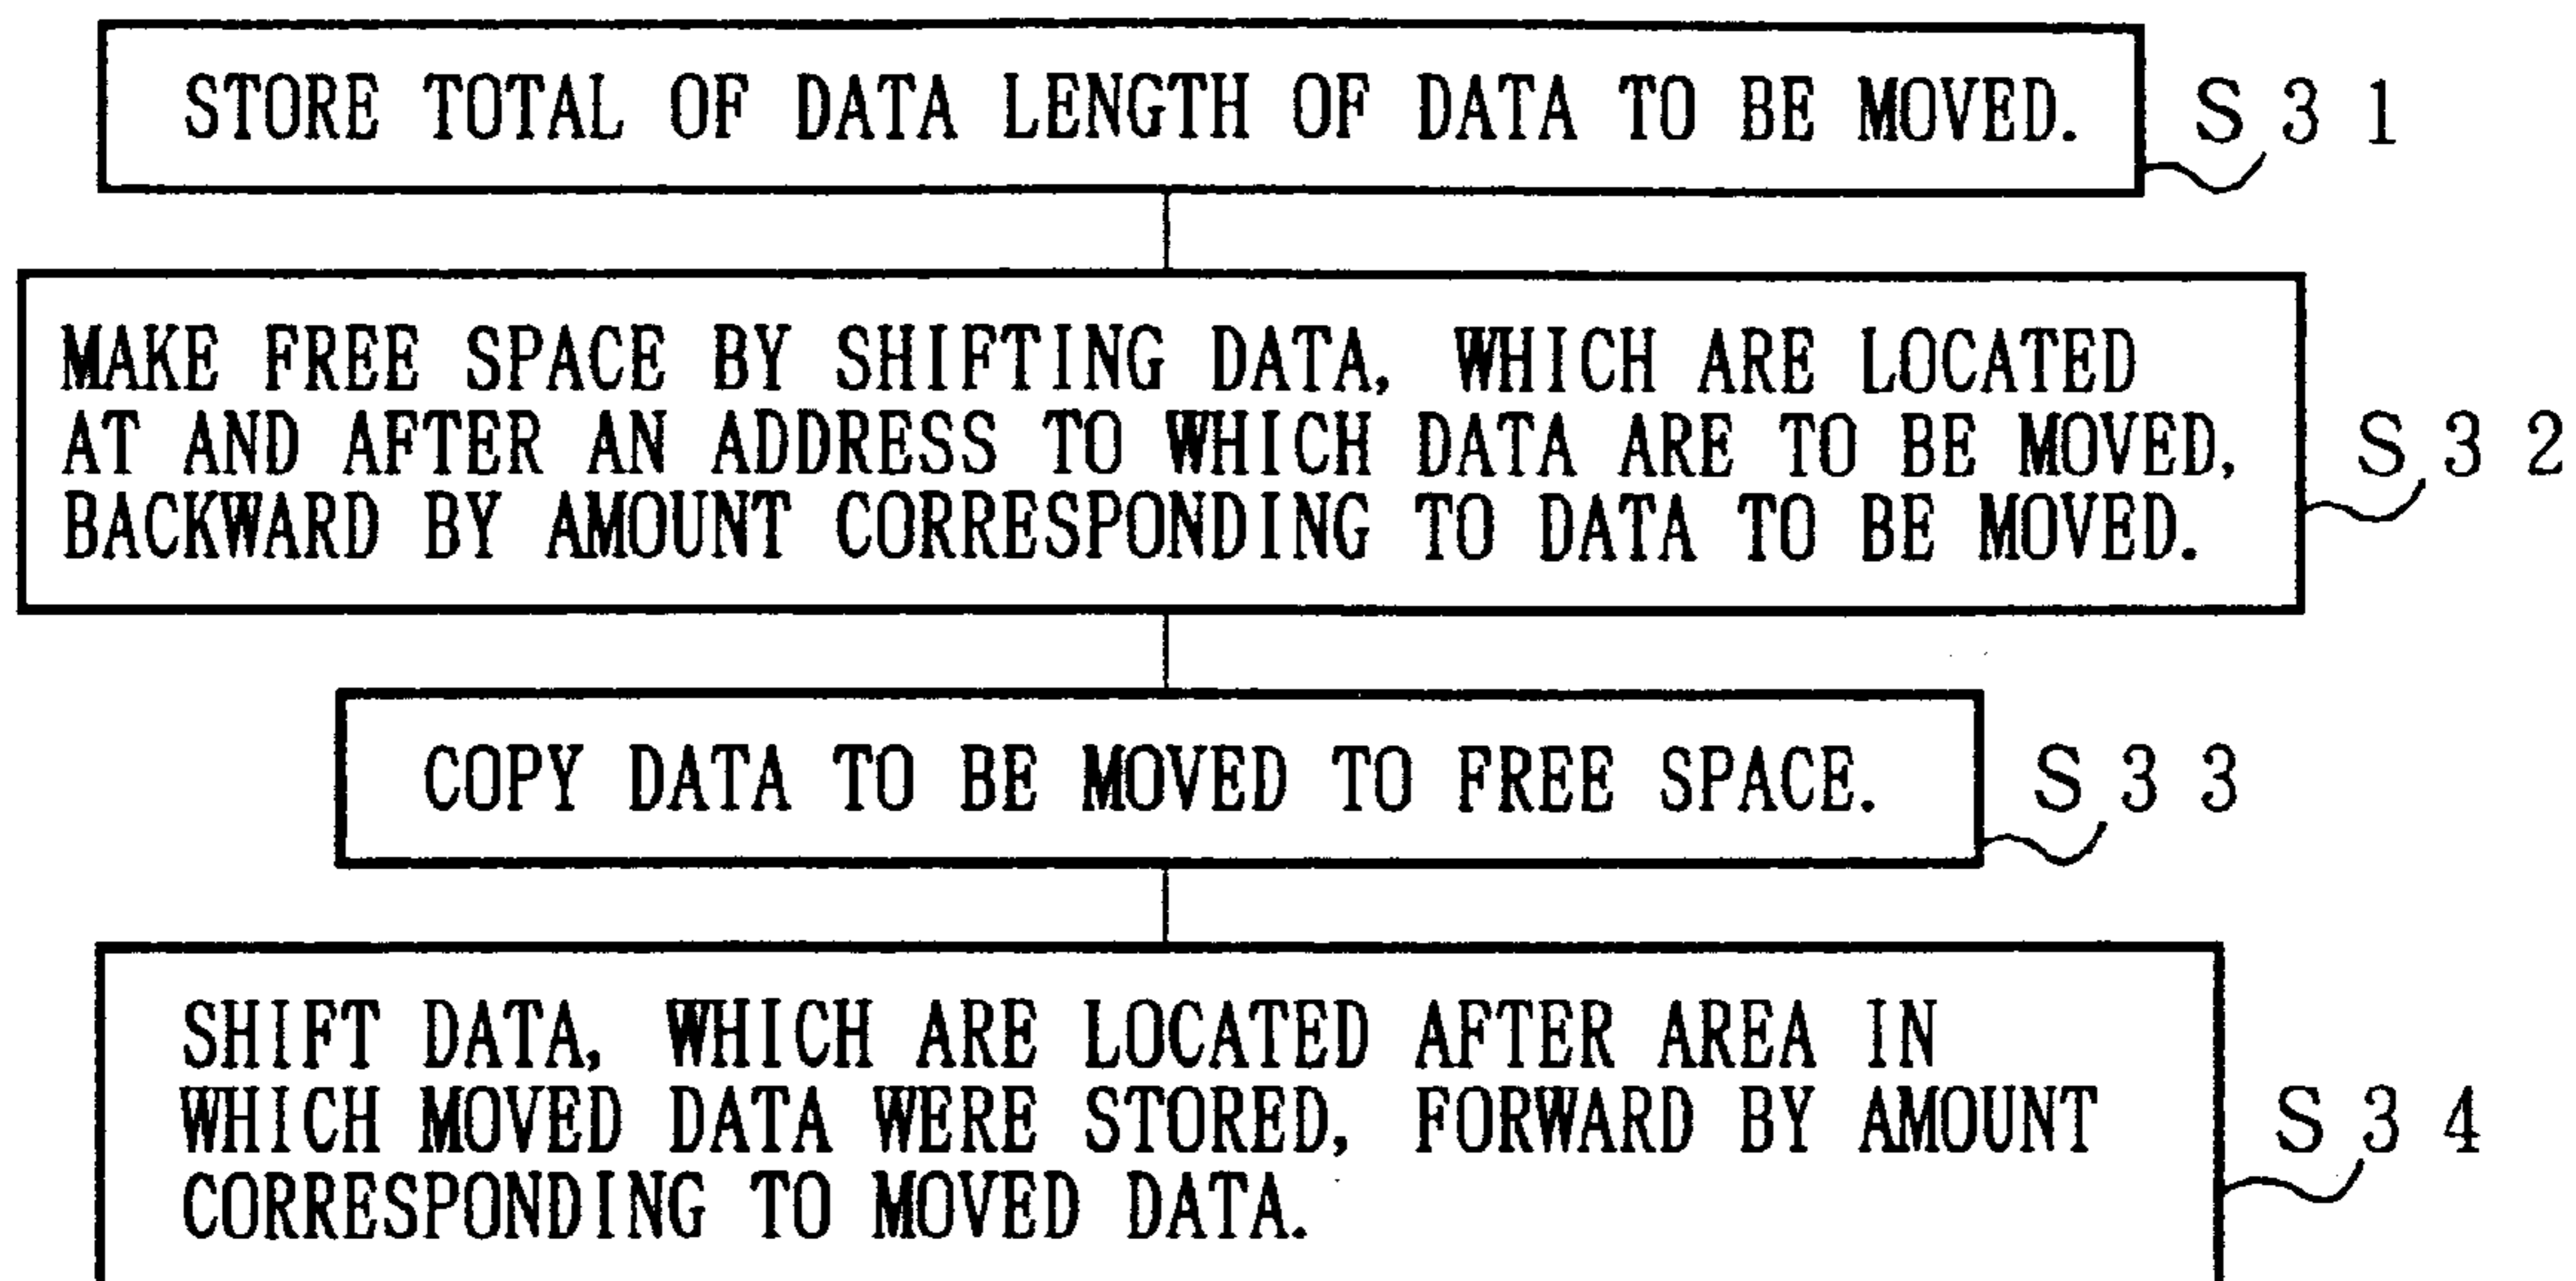 STORE TOTAL OF DATA LENGTH OF DATA TO BE MOVED.
S31
MAKE FREE SPACE BY SHIFTING DATA, WHICH ARE LOCATED
AT AND AFTER AN ADDRESS TO WHICH DATA ARE TO BE MOVED,
BACKWARD BY AMOUNT CORRESPONDING TO DATA TO BE MOVED.
S32
COPY DATA TO BE MOVED TO FREE SPACE.
S33
SHIFT DATA, WHICH ARE LOCATED AFTER AREA IN
WHICH MOVED DATA WERE STORED, FORWARD BY AMOUNT
CORRESPONDING TO MOVED DATA.
S34